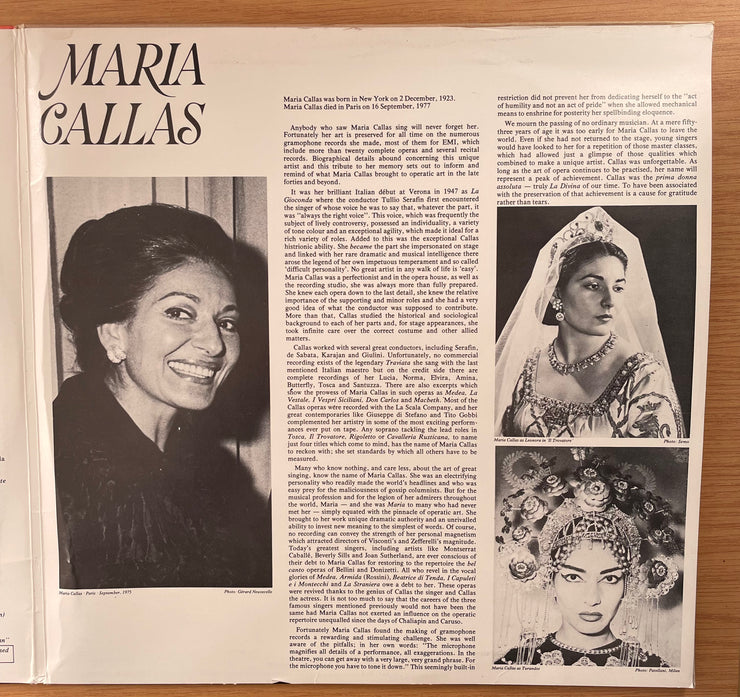 MARIA
CALLAS
Maria Callas was born in New York on 2 December, 1923.
Maria Callas died in Paris on 16 September, 1977
Anybody who saw Maria Callas sing will never forget her.
Fortunately her art is preserved for all time on the numerous
gramophone records she made, most of them for EMI, which
include more than twenty complete operas and several recital
records. Biographical details abound concerning this unique
artist and this tribute to her memory sets out to inform and
remind of what Maria Callas brought to operatic art in the late
forties and beyond.
It was her brilliant Italian début at Verona in 1947 as La
Gioconda where the conductor Tullio Serafin first encountered
the singer of whose voice he was to say that, whatever the part, it
was "always the right voice". This voice, which was frequently the
subject of lively controversy, possessed an individuality, a variety
of tone colour and an exceptional agility, which made it ideal for a
rich variety of roles. Added to this was the exceptional Callas
histrionic ability. She became the part she impersonated on stage
and linked with her rare dramatic and musical intelligence there
arose the legend of her own impetuous temperament and so called
'difficult personality'. No great artist in any walk of life is 'easy'.
Maria was a perfectionist and in the opera house, as well as
the recording studio, she was always more than fully prepared.
She knew each opera down to the last detail, she knew the relative
importance of the supporting and minor roles and she had a very
good idea of what the conductor was supposed to contribute.
More than that, Callas studied the historical and sociological
background to each of her parts and, for stage appearances, she
took infinite care over the correct costume and other allied
matters.
Callas worked with several great conductors, including Serafin,
de Sabata, Karajan and Giulini. Unfortunately, no commercial
recording exists of the legendary Traviata she sang with the last
mentioned Italian maestro but on the credit side there are
complete recordings of her Lucia, Norma, Elvira, Amina,
Butterfly, Tosca and Santuzza. There are also excerpts which
show the prowess of Maria Callas in such operas as Medea, La
Vestale, I Vespri Siciliani, Don Carlos and Macbeth. Most of the
Callas operas were recorded with the La Scala Company, and her
great contemporaries like Giuseppe di Stefano and Tito Gobbi
complemented her artistry in some of the most exciting perform-
ances ever put on tape. Any soprano tackling the lead roles in
Tosca, Il Trovatore, Rigoletto or Cavalleria Rusticana, to name
just four titles which come to mind, has the name of Maria Callas
to reckon with; she set standards by which all others have to be
measured.
Many who know nothing, and care less, about the art of great
singing, know the name of Maria Callas. She was an electrifying
personality who readily made the world's headlines and who was
easy prey for the maliciousness of gossip columnists. But for the
musical profession and for the legion of her admirers throughout
the world, Maria — and she was Maria to many who had never
met her — simply equated with the pinnacle of operatic art. She
brought to her work unique dramatic authority and an unrivalled
ability to invest new meaning to the simplest of words. Of course,
no recording can convey the strength of her personal magnetism
which attracted directors of Visconti's and Zefferelli's magnitude.
Today's greatest singers, including artists like Montserrat
Caballé, Beverly Sills and Joan Sutherland, are ever conscious of
their debt to Maria Callas for restoring to the repertoire the bel
canto operas of Bellini and Donizetti. All who revel in the vocal
glories of Medea, Armida (Rossini), Beatrice di Tenda, I Capuleti
e i Montecchi and La Straniera owe a debt to her. These operas
were revived thanks to the genius of Callas the singer and Callas
the actress. It is not too much to say that the careers of the three
famous singers mentioned previously would not have been the
same had Maria Callas not exerted an influence on the operatic
repertoire unequalled since the days of Chaliapin and Caruso.
Fortunately Maria Callas found the making of gramophone
records a rewarding and stimulating challenge. She was well
aware of the pitfalls; in her own words: "The microphone
magnifies all details of a performance, all exaggerations. In the
theatre, you can get away with a very large, very grand phrase. For
the microphone you have to tone it down." This seemingly built-in
restriction did not prevent her from dedicating herself to the "act
of humility and not an act of pride" when she allowed mechanical
means to enshrine for posterity her spellbinding eloquence.
We mourn the passing of no ordinary musician. At a mere fifty-
three years of age it was too early for Maria Callas to leave the
world. Even if she had not returned to the stage, young singers
would have looked to her for a repetition of those master classes,
which had allowed just a glimpse of those qualities which
combined to make a unique artist. Callas was unforgettable. As
long as the art of opera continues to be practised, her name will
represent a peak of achievement. Callas was the prima donna
assoluta — truly La Divina of our time. To have been associated
with the preservation of that achievement is a cause for gratitude
rather than tears.
Maria Callas · Paris · September, 1975
Photo: Gérard Neuvecelle
Maria Callas as Leonora in 'Il Trovatore'
Photo: Semo
Maria Callas as Turandot
Photo: Farabani, Milan